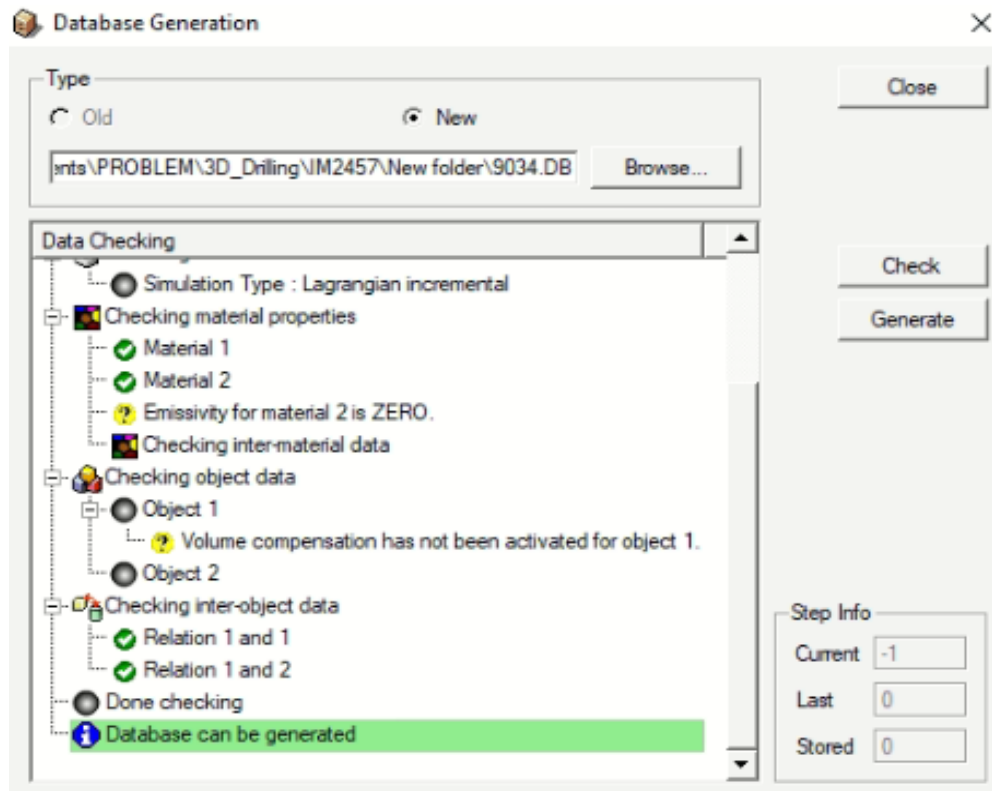 Database Generation
Type
Old
New
ents\PROBLEM\3D_Drilling\IM2457\New folder\9034.DB
Browse...
Close
Data Checking
Check
Generate
Simulation Type : Lagrangian incremental
Checking material properties
Material 1
Material 2
Emissivity for material 2 is ZERO.
Checking inter-material data
Checking object data
Object 1
Volume compensation has not been activated for object 1.
Object 2
Checking inter-object data
Relation 1 and 1
Relation 1 and 2
Done checking
Database can be generated
Step Info
Current -1
Last 0
Stored 0